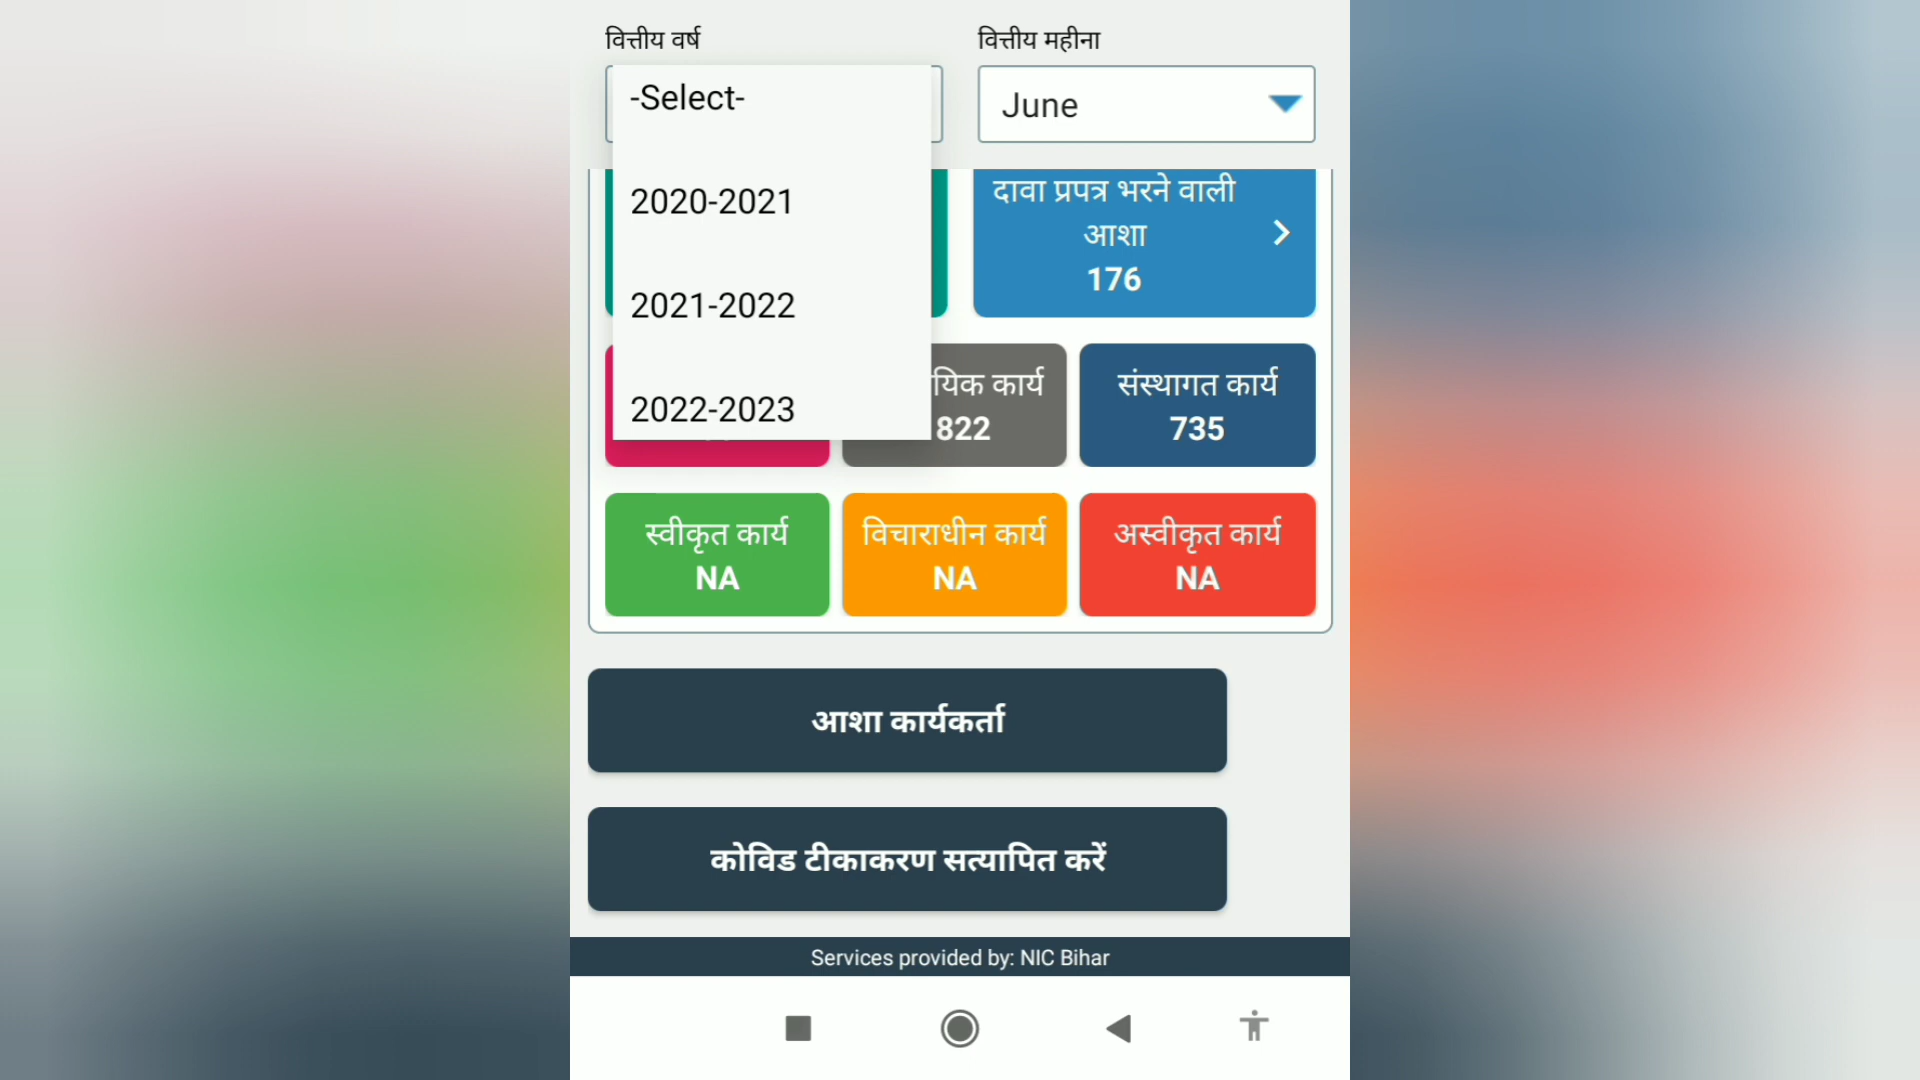 वित्तीय वर्ष
वित्तीय महीना
-Select-
June
2020-2021
2021-2022
2022-2023
दावा प्रपत्र भरने वाली
आशा
176
कार्य
822
संस्थागत कार्य
735
स्वीकृत कार्य
NA
विचाराधीन कार्य
NA
अस्वीकृत कार्य
NA
आशा कार्यकर्ता
कोविड टीकाकरण सत्यापित करें
Services provided by: NIC Bihar